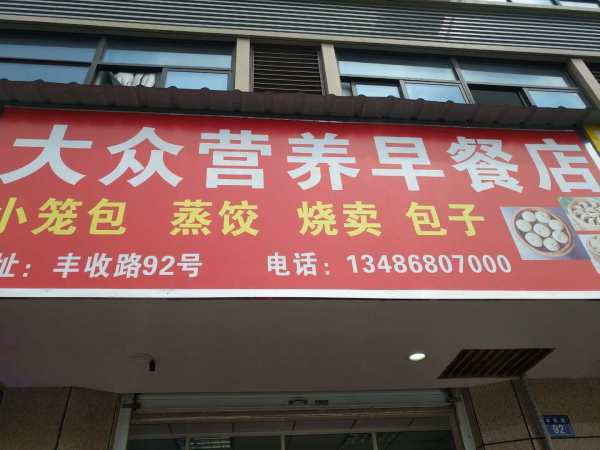 大众营养早餐店
小笼包 蒸饺 烧卖 包子
址：丰收路92号 电话：13486807000
92